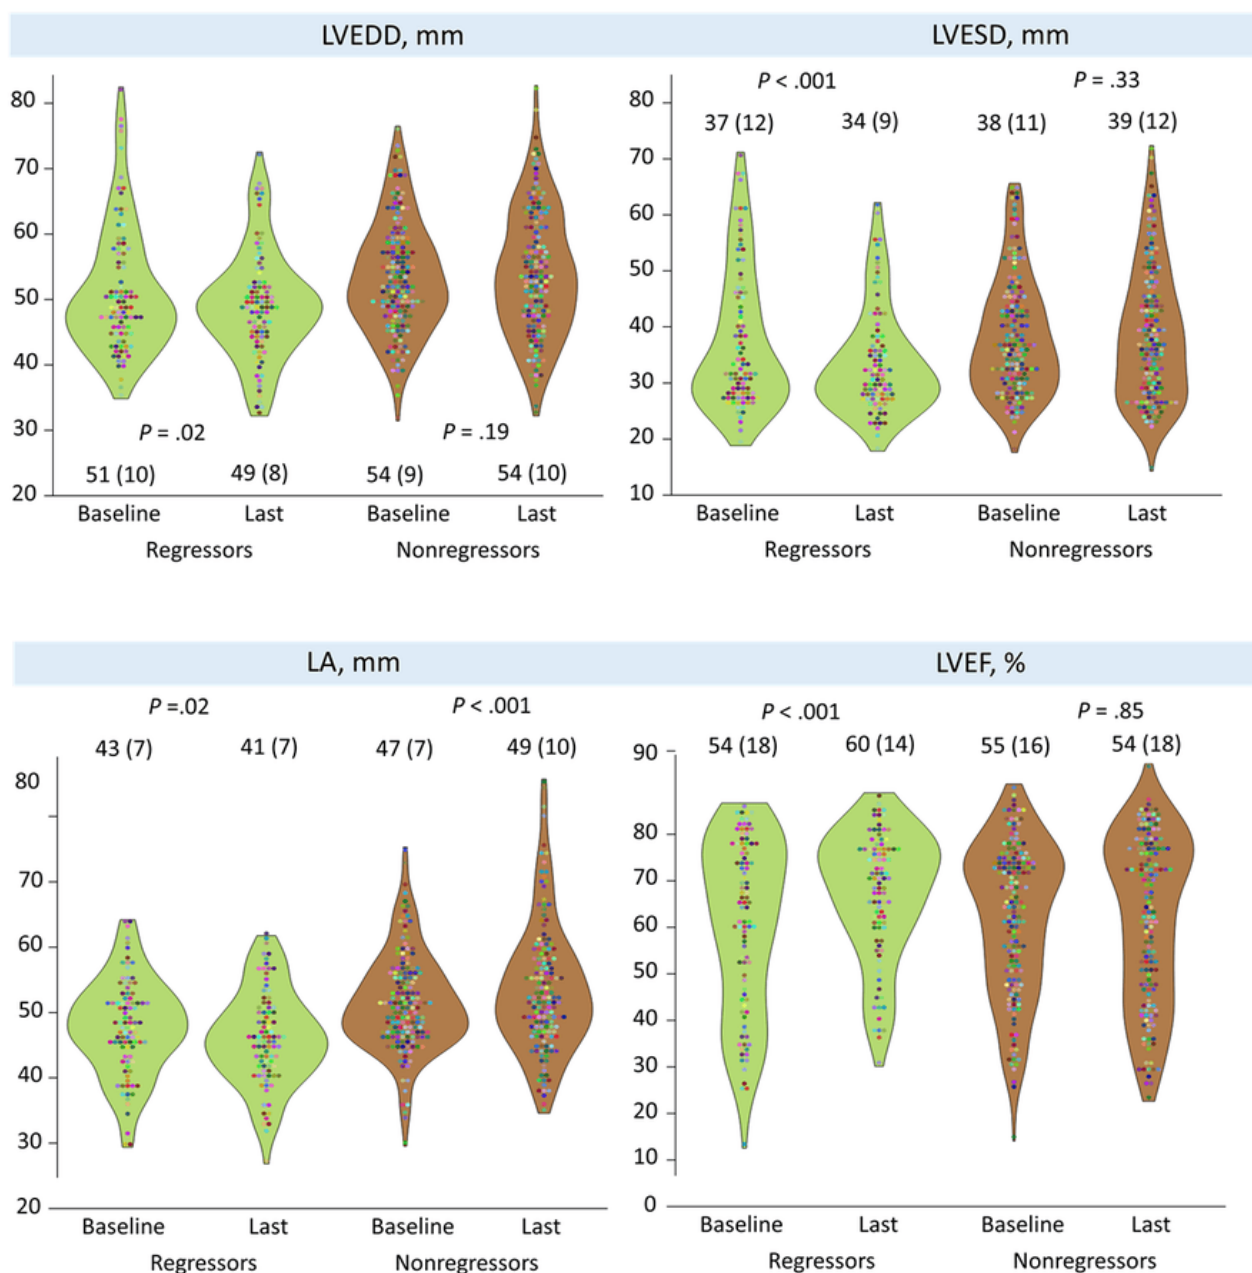 LVEDD, mm
80
70
60
50
40
30
20
P = .02
P = .19
51 (10)
49 (8)
54 (9)
54 (10)
Baseline
Last
Baseline
Last
Regressors
Nonregressors
LVESD, mm
P < .001
P = .33
37 (12)
34 (9)
38 (11)
39 (12)
80
70
60
50
40
30
20
10
Baseline
Last
Baseline
Last
Regressors
Nonregressors
LA, mm
P =.02
P < .001
43 (7)
41 (7)
47 (7)
49 (10)
80
70
60
50
40
30
20
Baseline
Last
Baseline
Last
Regressors
Nonregressors
LVEF, %
P < .001
P = .85
54 (18)
60 (14)
55 (16)
54 (18)
90
80
70
60
50
40
30
20
10
0
Baseline
Last
Baseline
Last
Regressors
Nonregressors